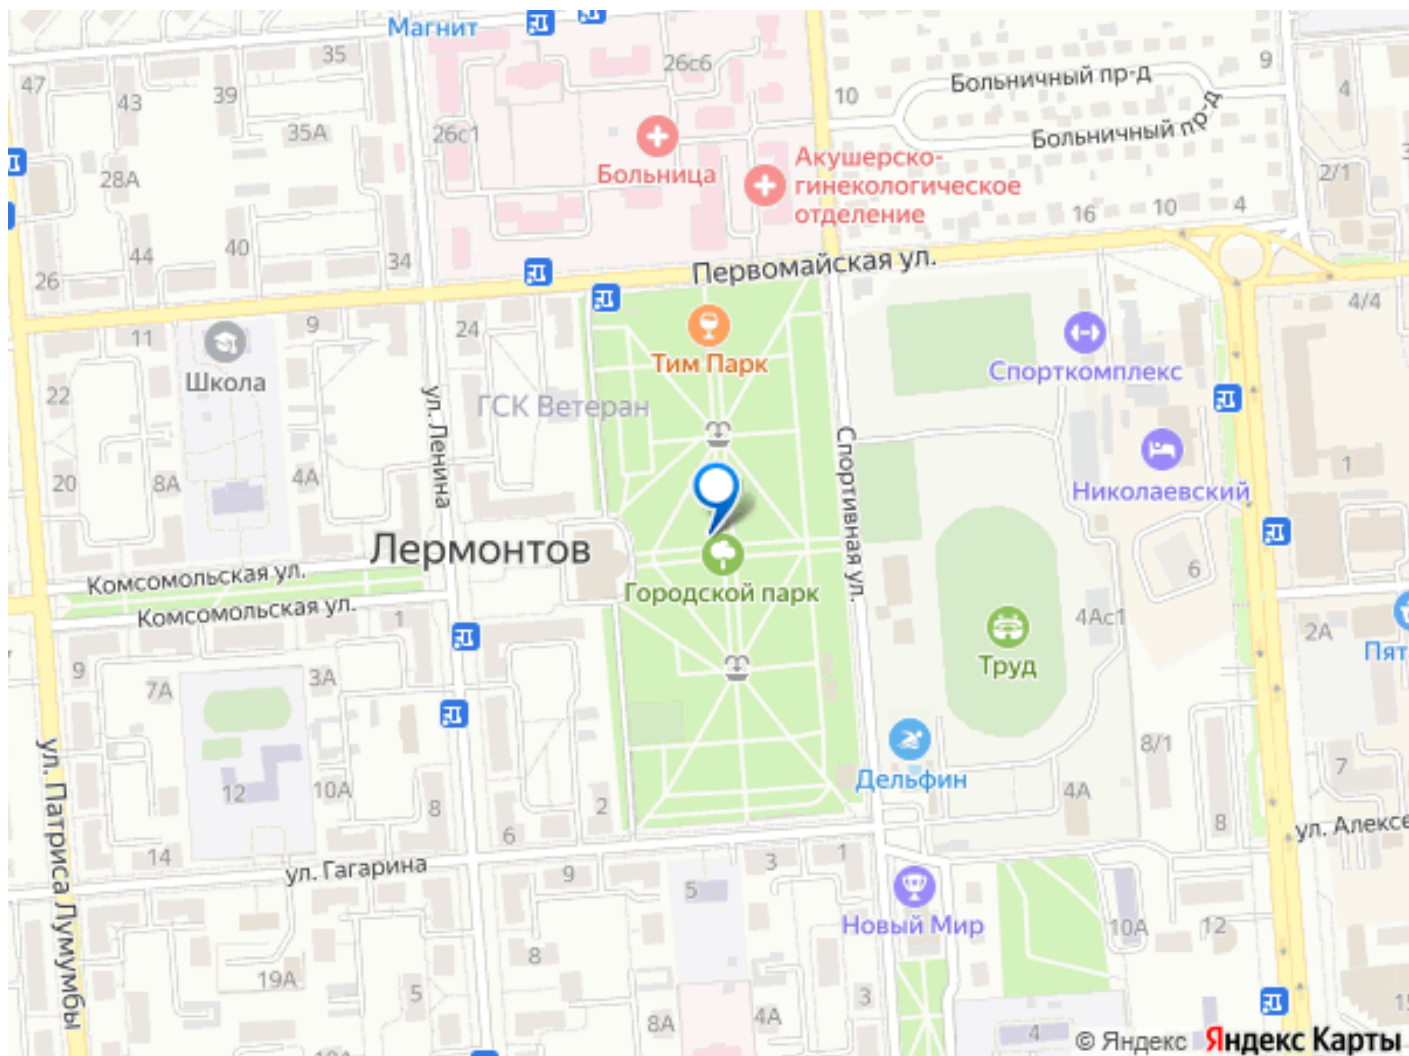 Магнит
35
26с6
9
47
43
39
10
Больничный пр-д
4
35А
26с1
Больничный пр-д
Больница
Акушерско-
гинекологическое
отделение
28А
2/1
16
10
4
44
40
34
26
Первомайская ул.
4/4
11
9
24
Школа
Тим Парк
Спорткомплекс
22
ГСК Ветеран
ул. Ленина
Спортивная ул.
20
8А
4А
1
Николаевский
Лермонтов
Комсомольская ул.
Комсомольская ул.
Городской парк
6
1
4Ас1
2А
Пят
9
7А
3А
Труд
ул. Патриса Лумумбы
8/1
7
12
10А
8
2
Дельфин
4А
8
6
ул. Алексе
14
ул. Гагарина
9
3
1
5
Новый Мир
10А
12
8
19А
5
3
8А
4А
4
© Яндекс Яндекс Карты